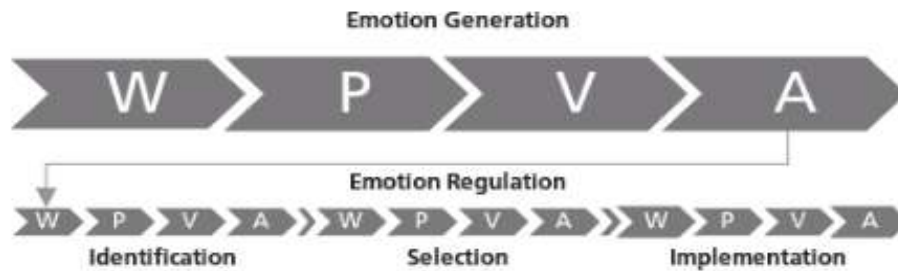 Emotion Generation
W P V A
Emotion Regulation
W P V A W P V A W P V A
Identification Selection Implementation